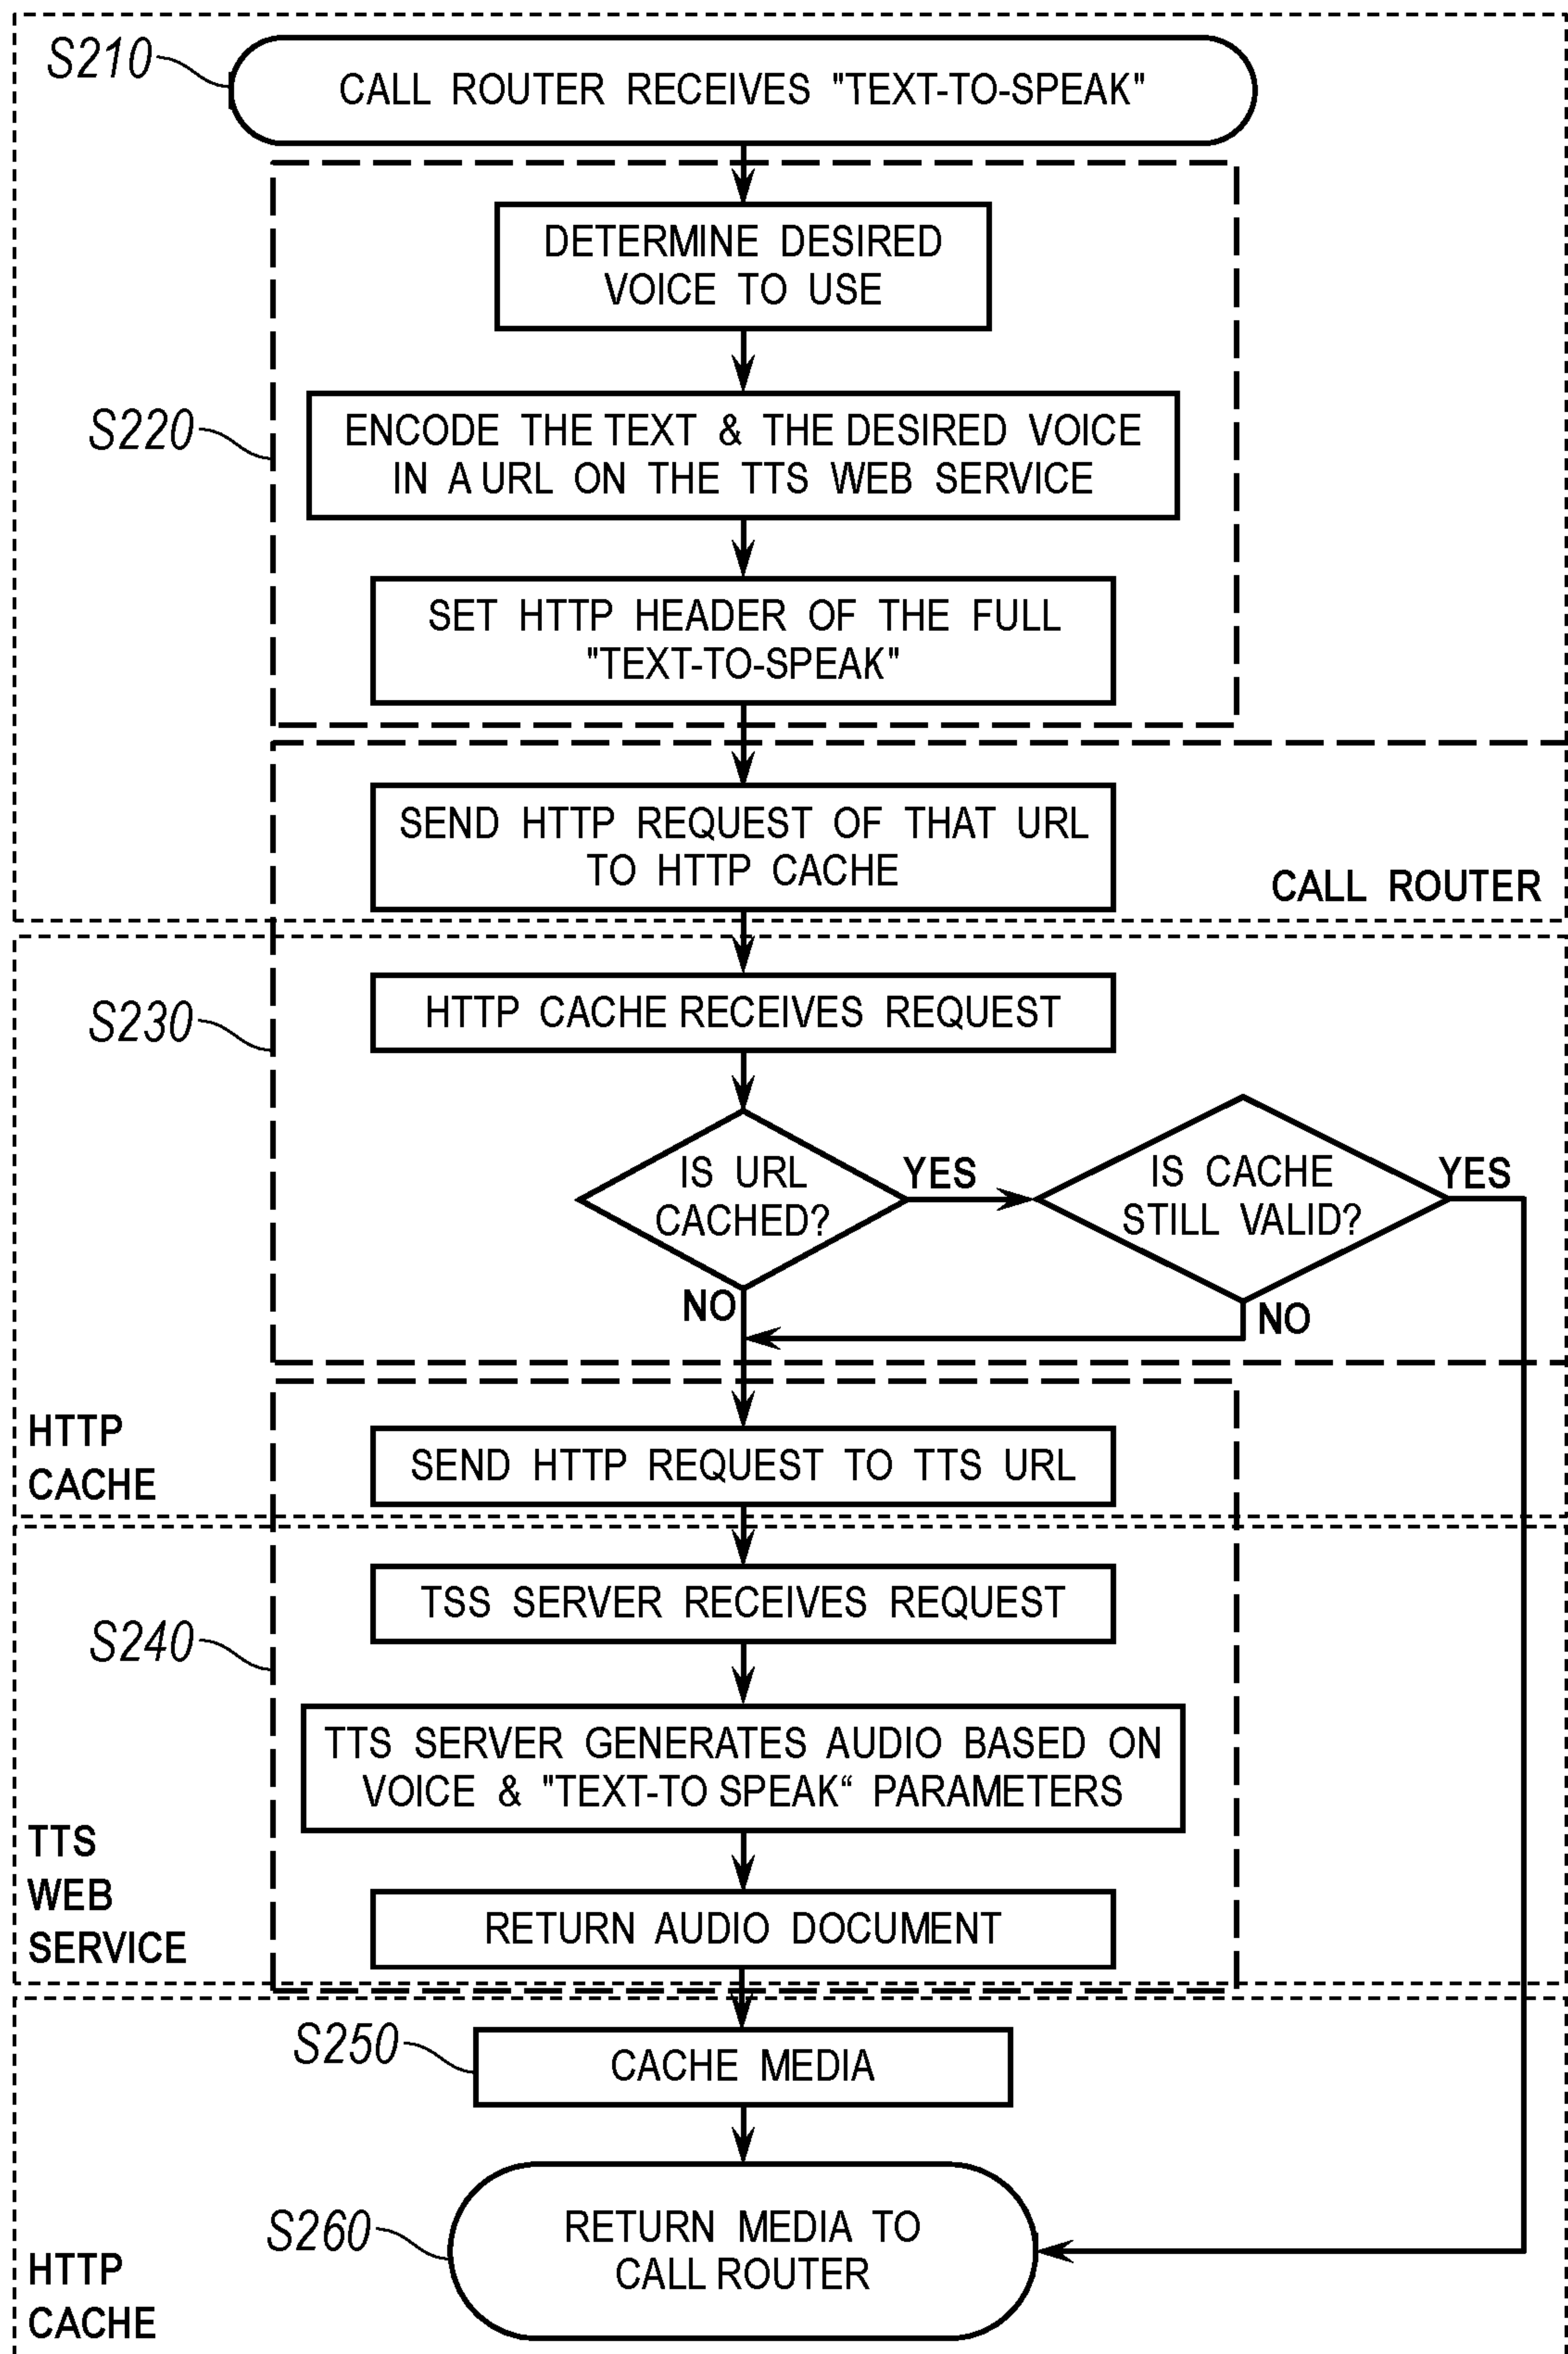 S210
CALL ROUTER RECEIVES "TEXT-TO-SPEAK"
DETERMINE DESIRED
VOICE TO USE
S220
ENCODE THE TEXT & THE DESIRED VOICE
IN A URL ON THE TTS WEB SERVICE
SET HTTP HEADER OF THE FULL
"TEXT-TO-SPEAK"
SEND HTTP REQUEST OF THAT URL
TO HTTP CACHE
CALL ROUTER
S230
HTTP CACHE RECEIVES REQUEST
IS URL
CACHED?
YES
IS CACHE
STILL VALID?
YES
NO
NO
HTTP
CACHE
SEND HTTP REQUEST TO TTS URL
TSS SERVER RECEIVES REQUEST
S240
TTS SERVER GENERATES AUDIO BASED ON
VOICE & "TEXT-TO SPEAK“ PARAMETERS
TTS
WEB
SERVICE
RETURN AUDIO DOCUMENT
S250
CACHE MEDIA
S260
RETURN MEDIA TO
CALL ROUTER
HTTP
CACHE